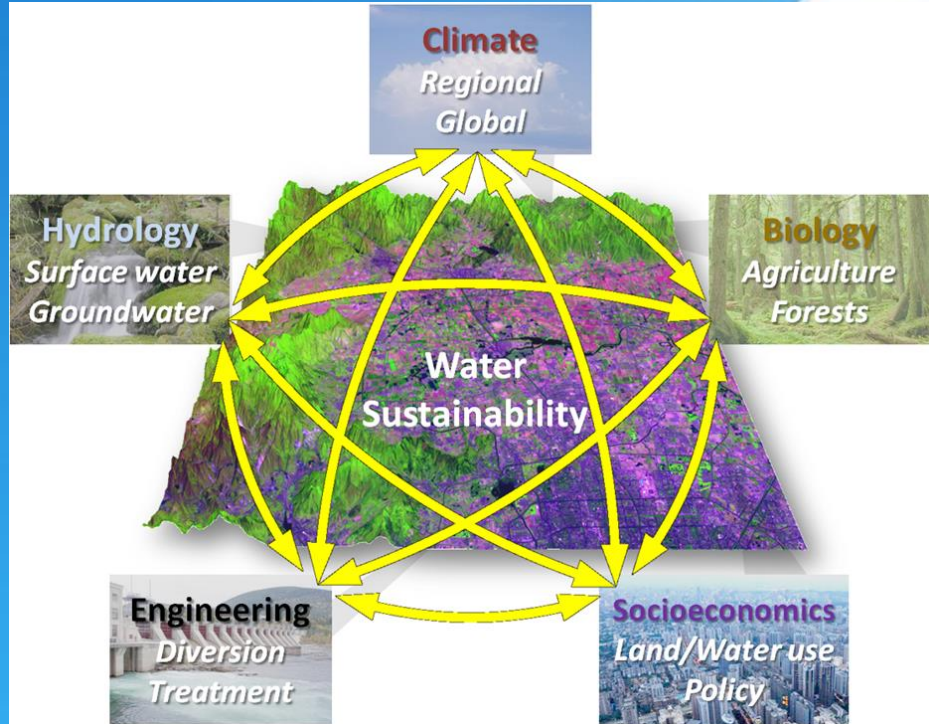 Climate
Regional
Global
Hydrology
Surface water
Groundwater
Biology
Agriculture
Forests
Water
Sustainability
Engineering
Diversion
Treatment
Socioeconomics
Land/Water use
Policy